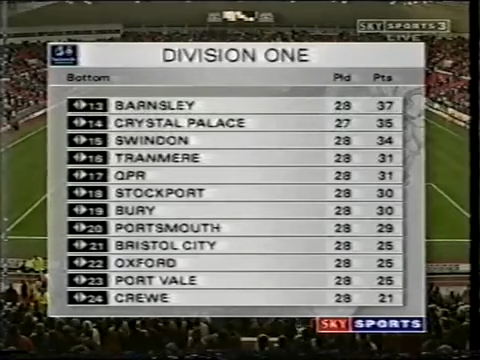 SKY SPORTS 3
LIVE
DIVISION ONE
Bottom Pld Pts
13 BARNSLEY 28 37
14 CRYSTAL PALACE 27 35
15 SWINDON 28 34
16 TRANMERE 28 31
17 QPR 28 31
18 STOCKPORT 28 30
19 BURY 28 30
20 PORTSMOUTH 28 29
21 BRISTOL CITY 28 25
22 OXFORD 28 25
23 PORT VALE 28 25
24 CREWE 28 21
SKY SPORTS